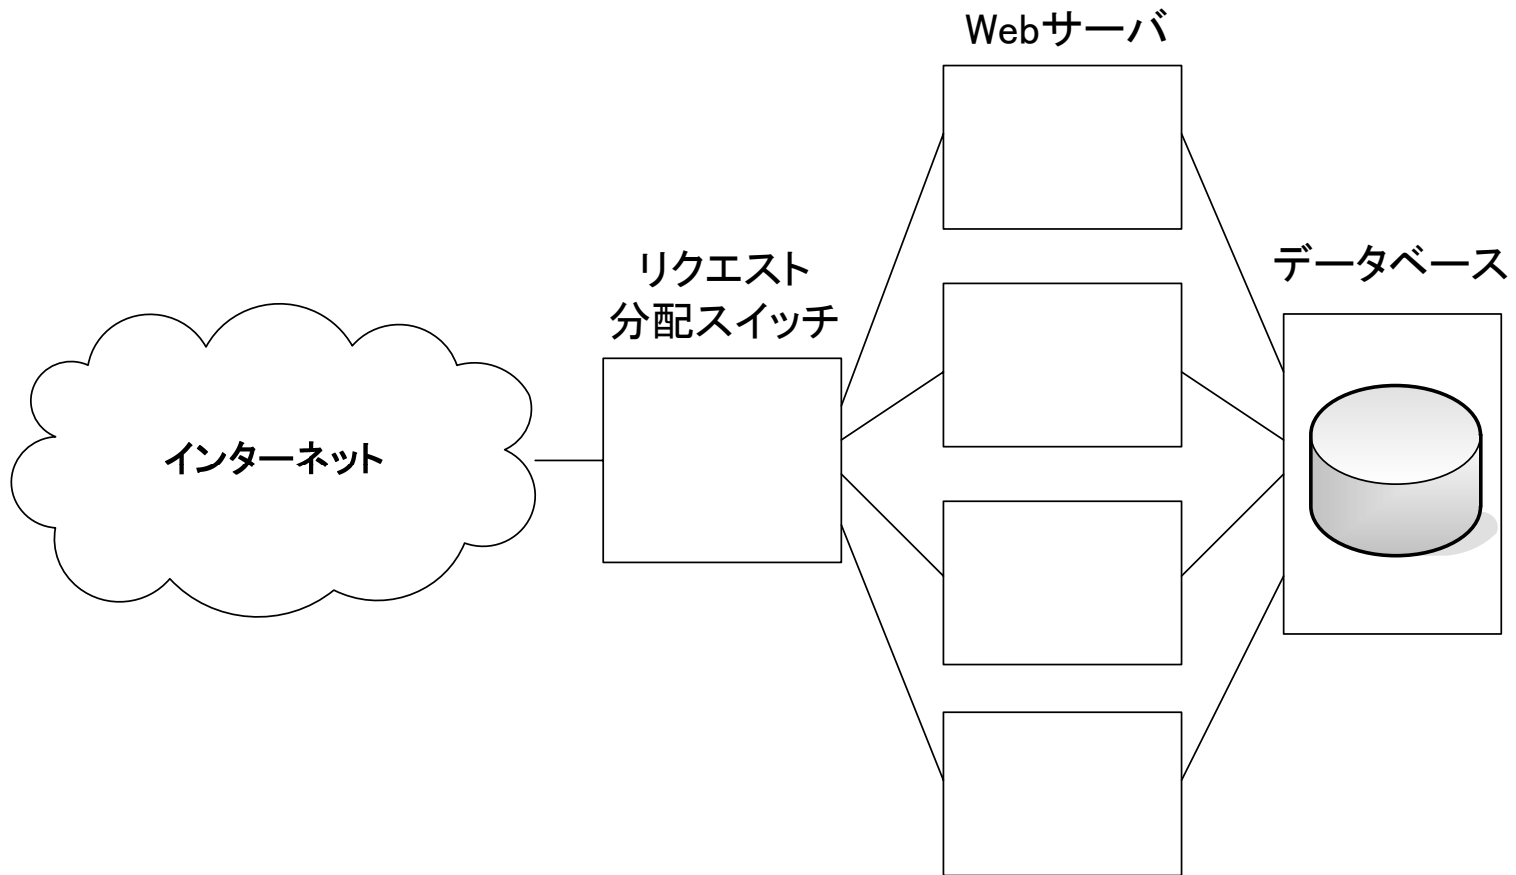 Webサーバ
リクエスト
分配スイッチ
データベース
インターネット